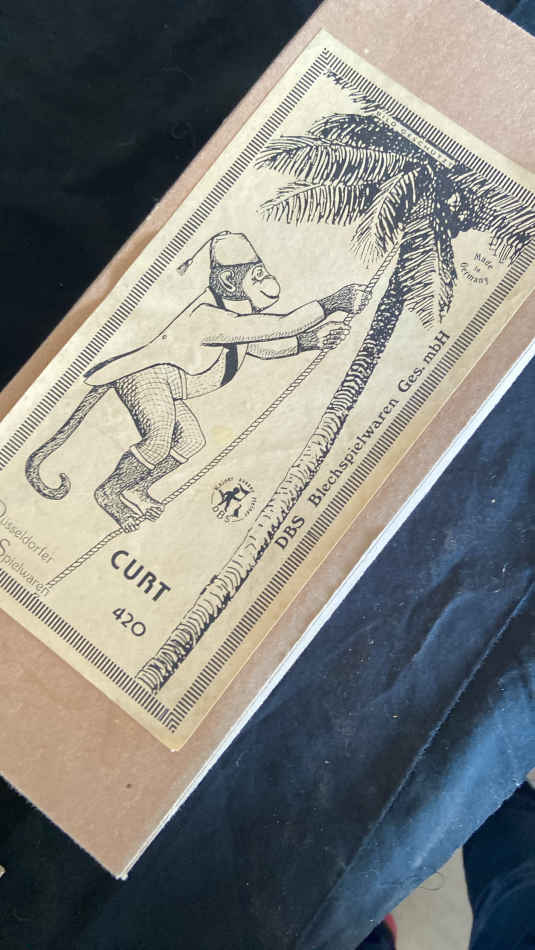 Made
in
Germany
DBS Blechspielwaren Ges. mbH
Düsseldorfer
Spielwaren
CURT
420